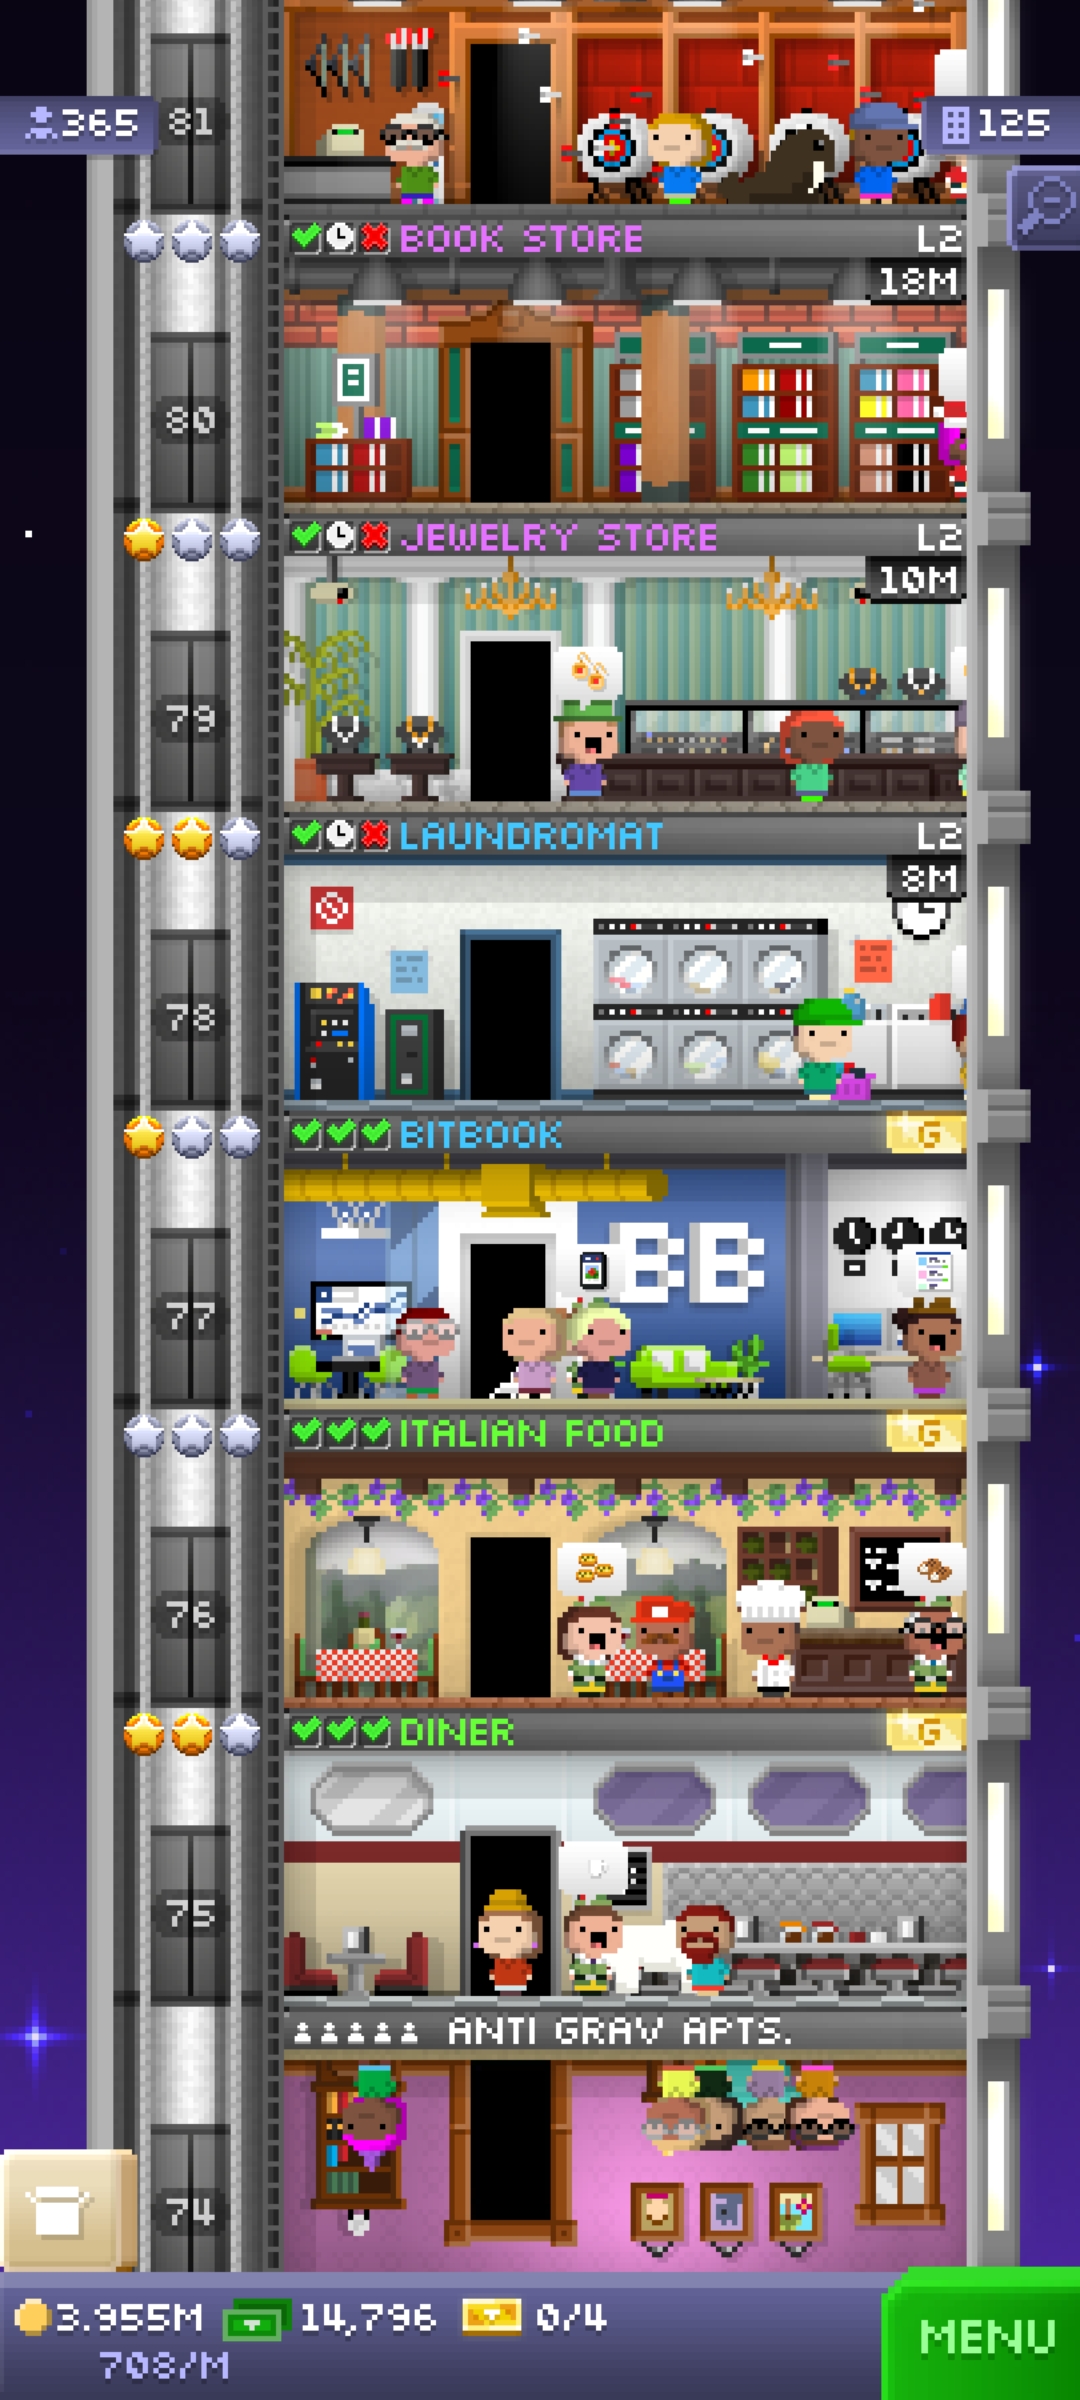 365
81
125
BOOK STORE
L2
18M
80
JEWELRY STORE
L2
10M
79
LAUNDROMAT
L2
8M
78
BITBOOK
G
BB
77
ITALIAN FOOD
G
76
DINER
G
75
ANTI GRAV APTS.
74
3.955M
14,796
0/4
MENU
708/M